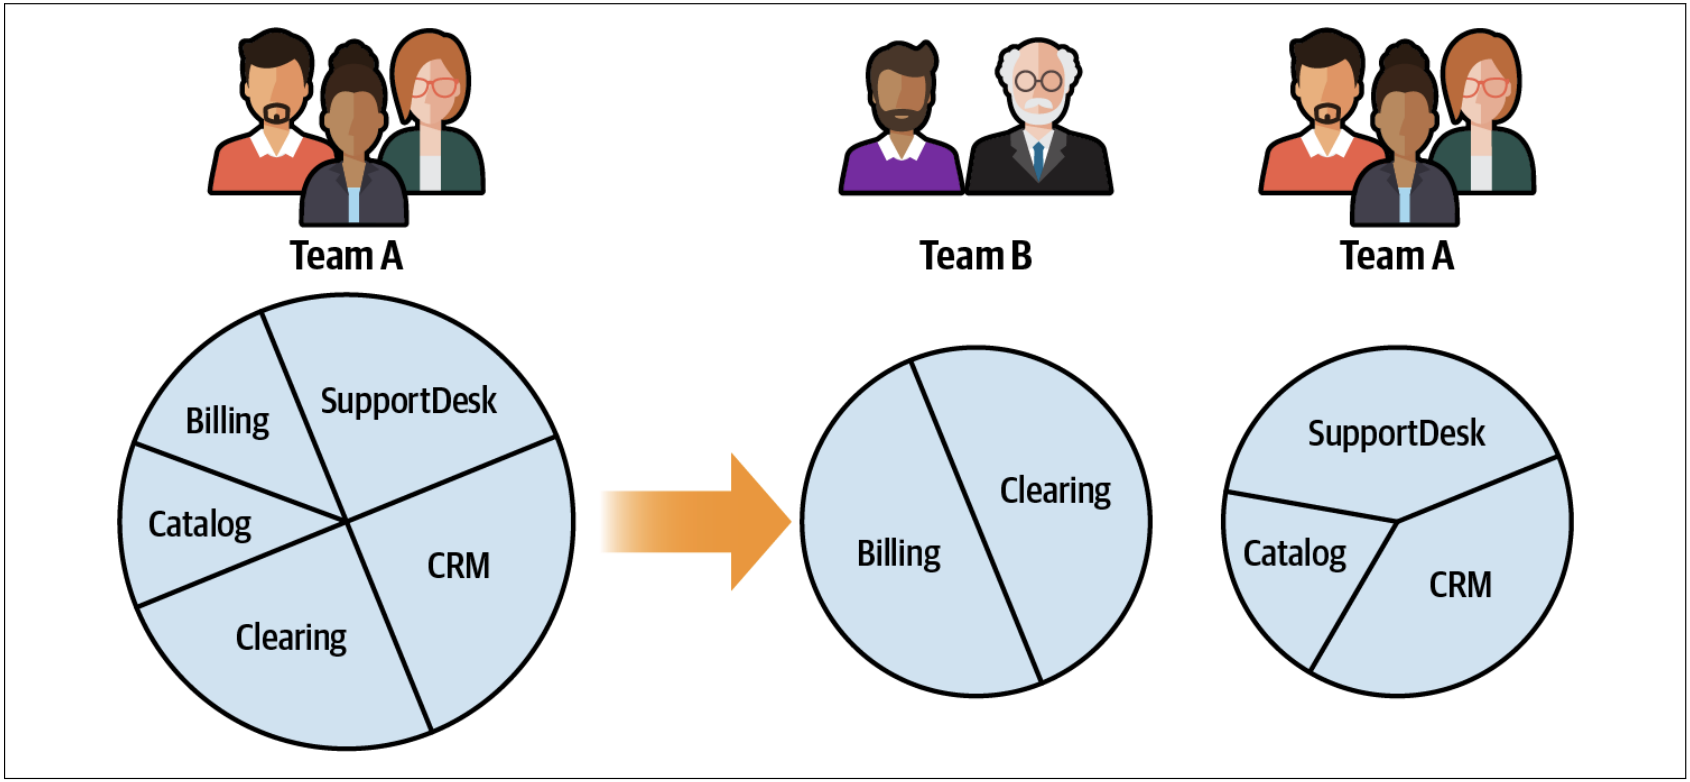 Team A
Team B
Team A
SupportDesk
Billing
Catalog
CRM
Clearing
Clearing
Billing
SupportDesk
Catalog
CRM